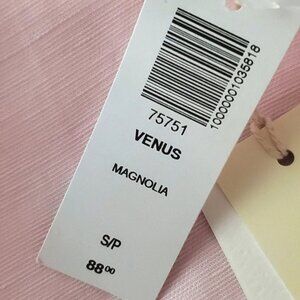 1000001035818
75751
VENUS
MAGNOLIA
S/P
88.00